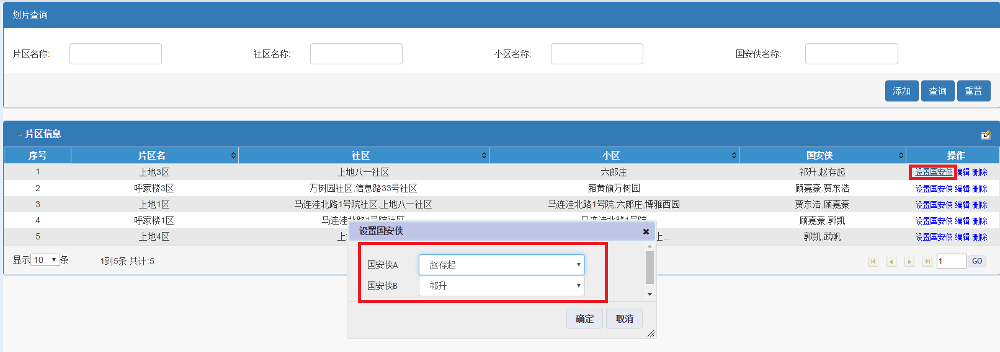 划片查询
片区名称: 社区名称: 小区名称: 国安侠名称:
添加 查询 重置
片区信息
序号 片区名 社区 小区 国安侠 操作
1 上地3区 上地八一社区 六郎庄 祁升,赵存起 设置国安侠 编辑 删除
2 呼家楼3区 万树园社区,信息路33号社区 厢黄旗万树园 顾嘉豪,贾东浩 设置国安侠 编辑 删除
3 上地1区 马连洼北路1号院社区,上地八一社区 马连洼北路1号院,六郎庄,博雅西园 贾东浩,顾嘉豪 设置国安侠 编辑 删除
4 呼家楼1区 马连洼北路1号院社区 马连洼北路1号院 顾嘉豪,郭凯 设置国安侠 编辑 删除
5 上地4区 上 上... 郭凯,武帆 设置国安侠 编辑 删除
显示 10 条 1到5条 共计:5 1 GO
设置国安侠
国安侠A 赵存起
国安侠B 祁升
确定 取消